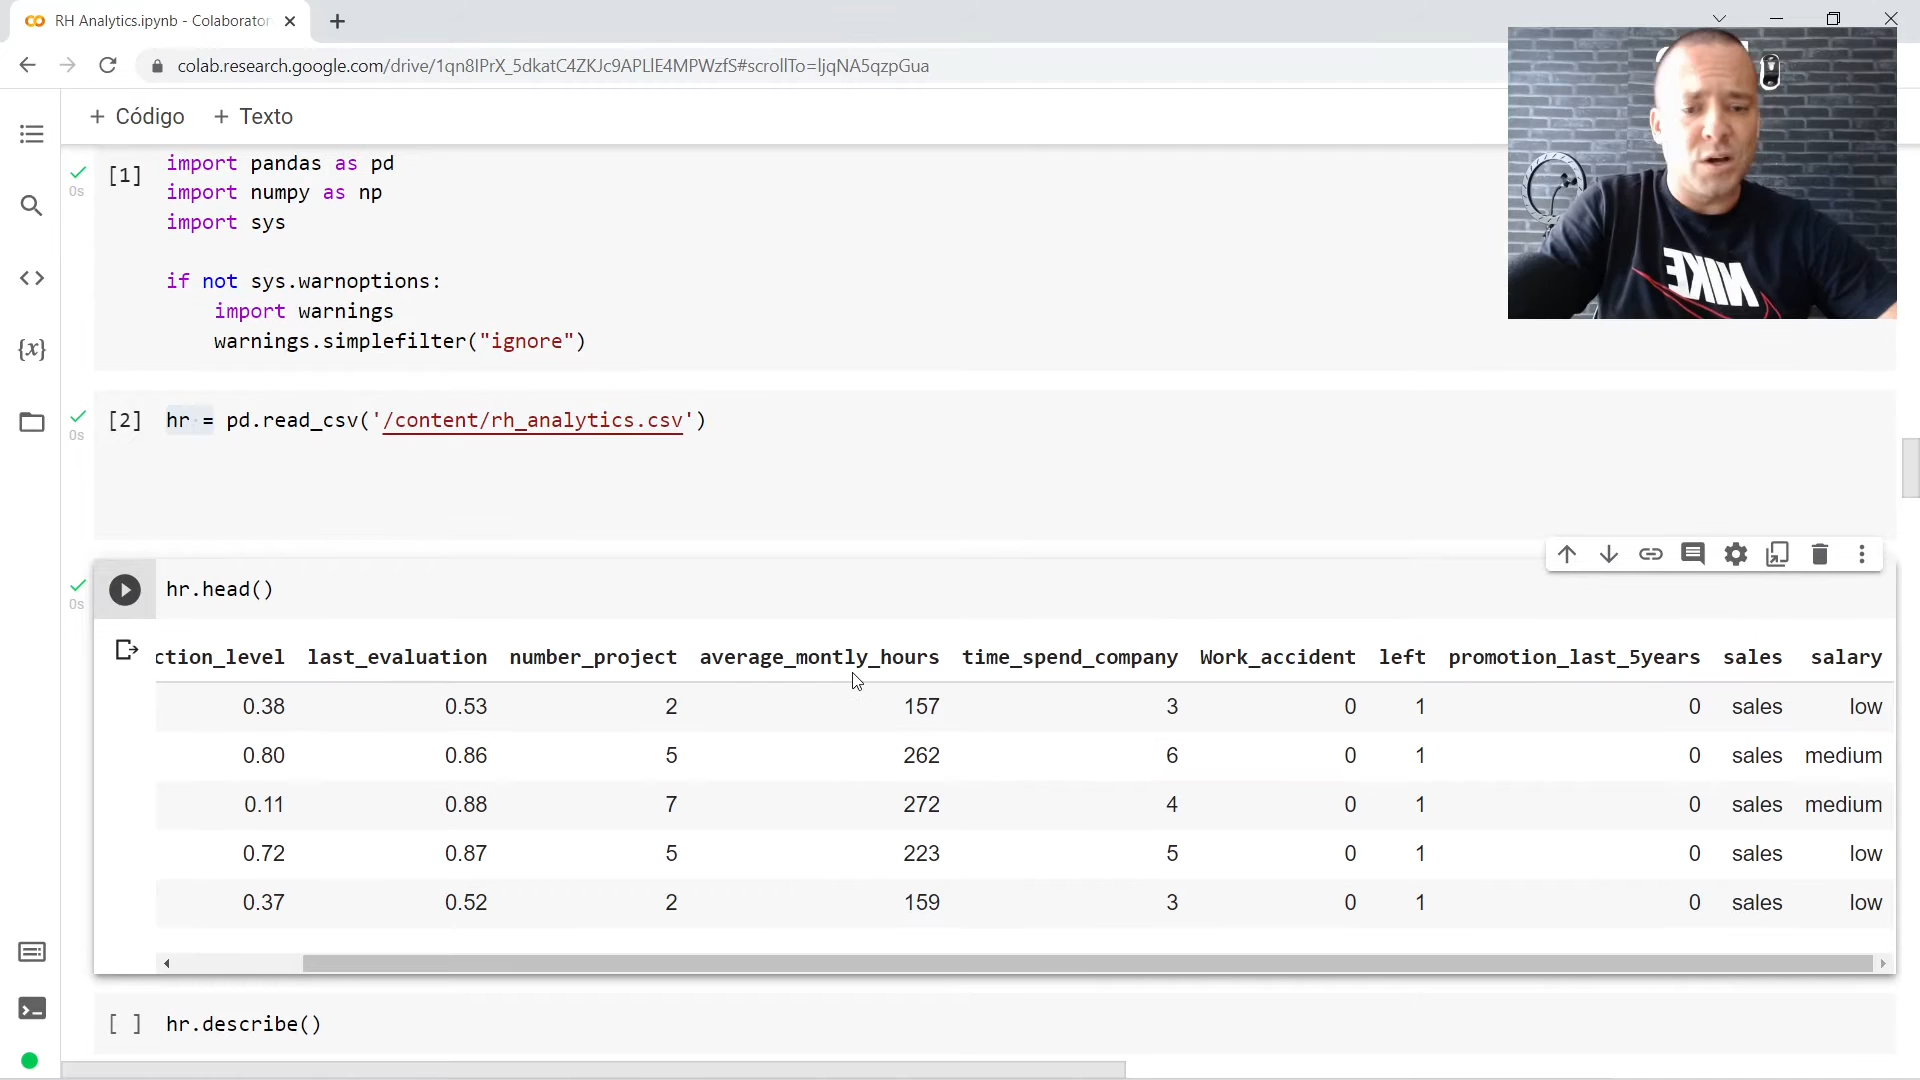 RH Analytics.ipynb - Colaborator
colab.research.google.com/drive/1qn8IPrX_5dkatC4ZKJc9APLlE4MPWzfS#scrollTo=ljqNA5qzpGua
+ Código + Texto
[1] import pandas as pd
0s
import numpy as np
import sys
if not sys.warnoptions:
import warnings
warnings.simplefilter("ignore")
NIKE
[2] hr = pd.read_csv('/content/rh_analytics.csv')
0s
hr.head()
0s
ction_level last_evaluation number_project average_montly_hours time_spend_company Work_accident left promotion_last_5years sales salary
0.38 0.53 2 157 3 0 1 0 sales low
0.80 0.86 5 262 6 0 1 0 sales medium
0.11 0.88 7 272 4 0 1 0 sales medium
0.72 0.87 5 223 5 0 1 0 sales low
0.37 0.52 2 159 3 0 1 0 sales low
[ ] hr.describe()